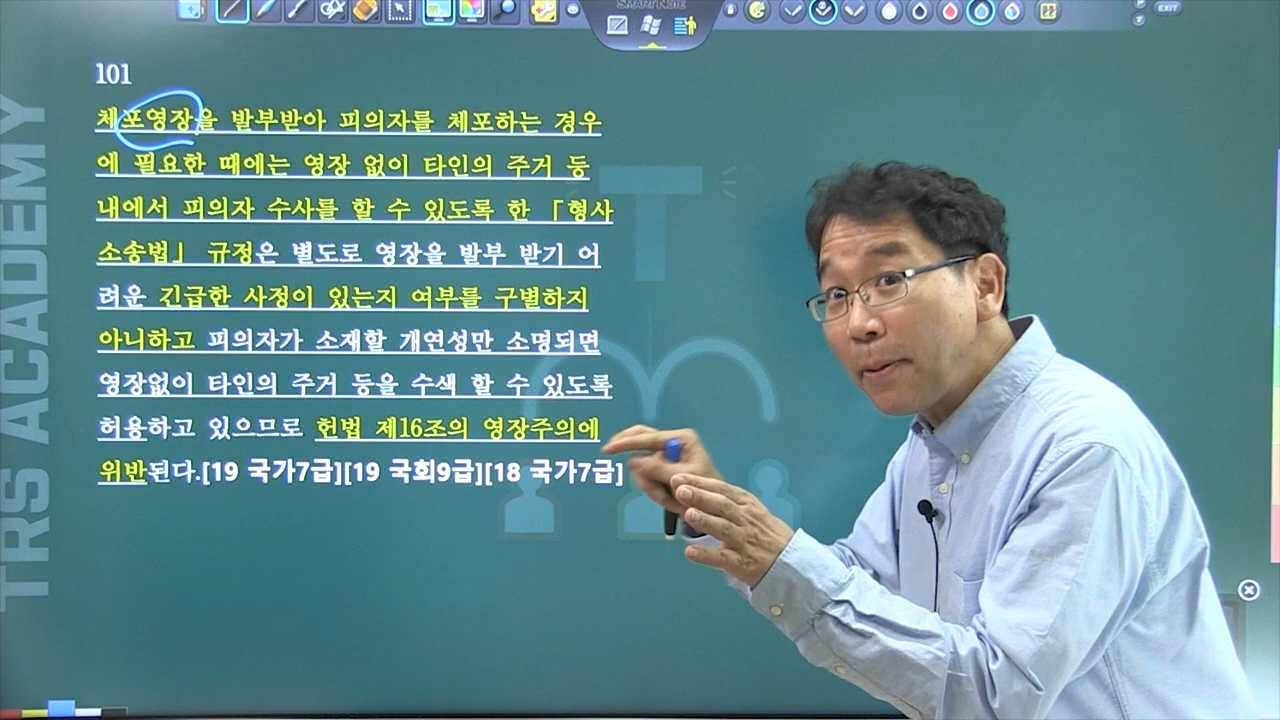 SMART NOTE
EXIT
TRS ACADEMY
101
체포영장을 발부받아 피의자를 체포하는 경우
에 필요한 때에는 영장 없이 타인의 주거 등
내에서 피의자 수사를 할 수 있도록 한 「형사
소송법」 규정은 별도로 영장을 발부 받기 어
려운 긴급한 사정이 있는지 여부를 구별하지
아니하고 피의자가 소재할 개연성만 소명되면
영장없이 타인의 주거 등을 수색 할 수 있도록
허용하고 있으므로 헌법 제16조의 영장주의에
위반된다.[19 국가7급][19 국회9급][18 국가7급]